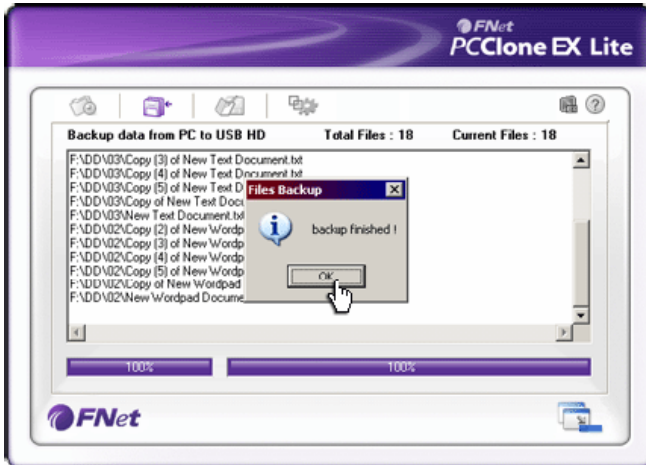 FNet
PCClone EX Lite
Backup data from PC to USB HD Total Files : 18 Current Files : 18
F:\DD\03\Copy (3) of New Text Document.txt
F:\DD\03\Copy (4) of New Text Document.txt
F:\DD\03\Copy (5) of New Text D
F:\DD\03\Copy of New Text Docu
F:\DD\03\New Text Document.txt
F:\DD\02\Copy (2) of New Wordp
F:\DD\02\Copy (3) of New Wordp
F:\DD\02\Copy (4) of New Wordp
F:\DD\02\Copy (5) of New Wordp
F:\DD\02\Copy of New Wordpad
F:\DD\02\New Wordpad Docume
Files Backup
backup finished !
OK
100% 100%
FNet